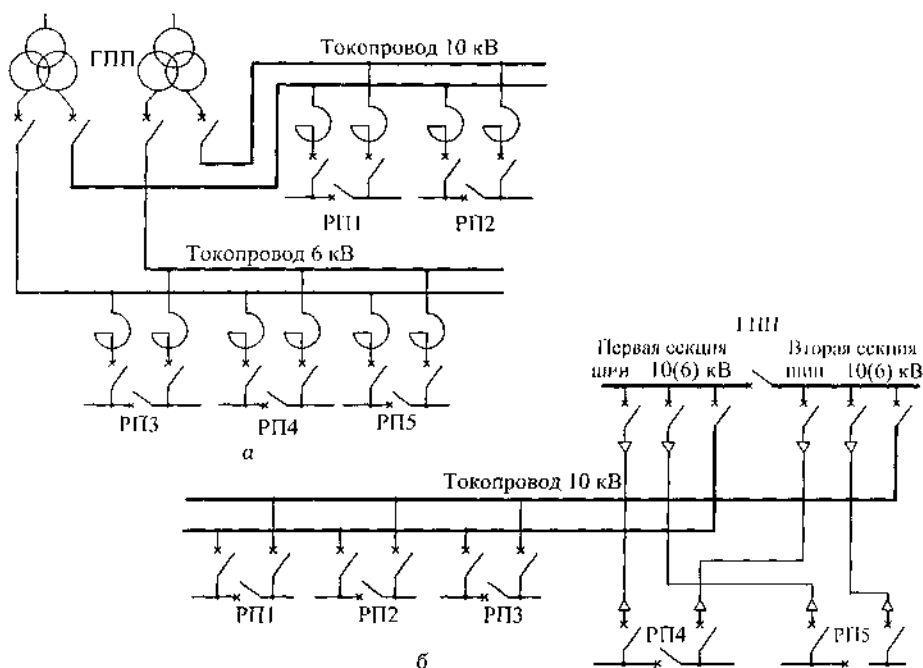 Токопровод 10 кВ
ГПП
РП1
РП2
Токопровод 6 кВ
ГПП
Первая секция
шин 10(6) кВ
Вторая секция
шин 10(6) кВ
РП3
РП4
РП5
а
Токопровод 10 кВ
РП1
РП2
РП3
РП4
РП5
б